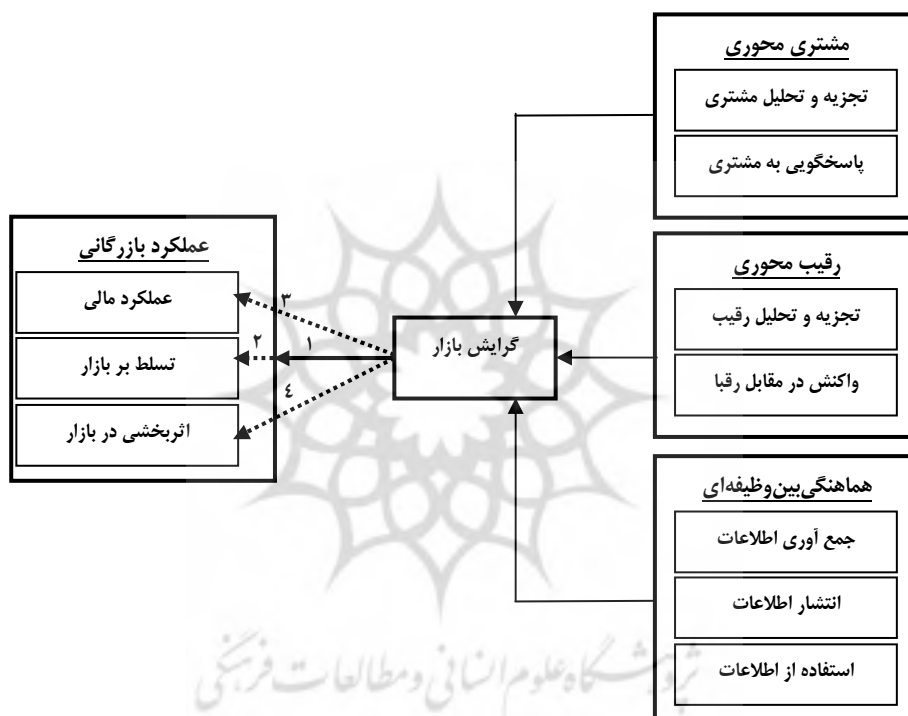 مشتری محوری
تجزیه و تحلیل مشتری
پاسخگویی به مشتری
رقیب محوری
تجزیه و تحلیل رقیب
واکنش در مقابل رقبا
هماهنگی‌بین‌وظیفه‌ای
جمع آوری اطلاعات
انتشار اطلاعات
استفاده از اطلاعات
گرایش بازار
۱
۲
۳
٤
عملکرد بازرگانی
عملکرد مالی
تسلط بر بازار
اثربخشی در بازار
پژوهشگاه علوم انسانی و مطالعات فرهنگی